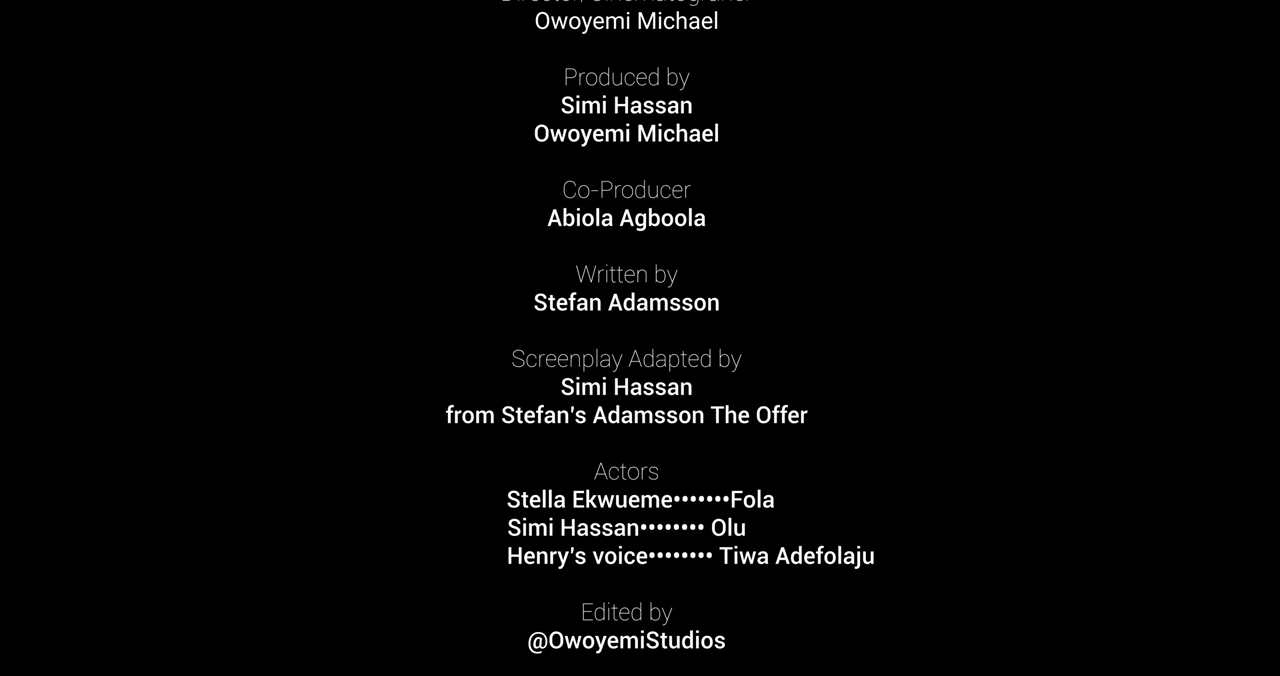 Owoyemi Michael
Produced by
Simi Hassan
Owoyemi Michael
Co-Producer
Abiola Agboola
Written by
Stefan Adamsson
Screenplay Adapted by
Simi Hassan
from Stefan's Adamsson The Offer
Actors
Stella Ekwueme•••••••Fola
Simi Hassan•••••••• Olu
Henry's voice•••••••• Tiwa Adefolaju
Edited by
@OwoyemiStudios